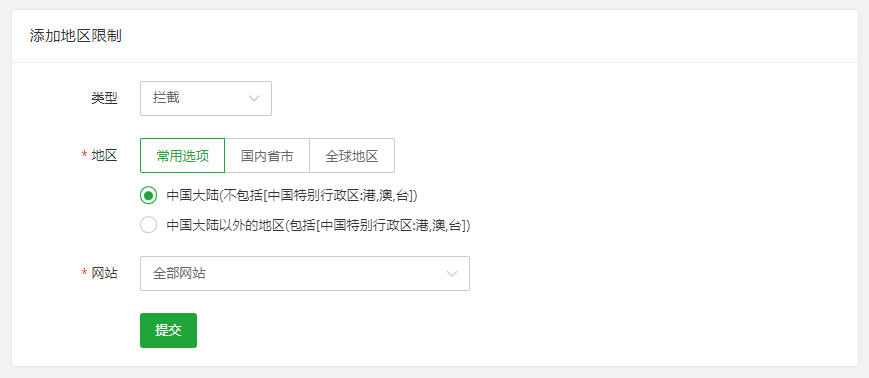 添加地区限制
类型 拦截
* 地区 常用选项 国内省市 全球地区
中国大陆(不包括[中国特别行政区:港,澳,台])
中国大陆以外的地区(包括[中国特别行政区:港,澳,台])
* 网站 全部网站
提交